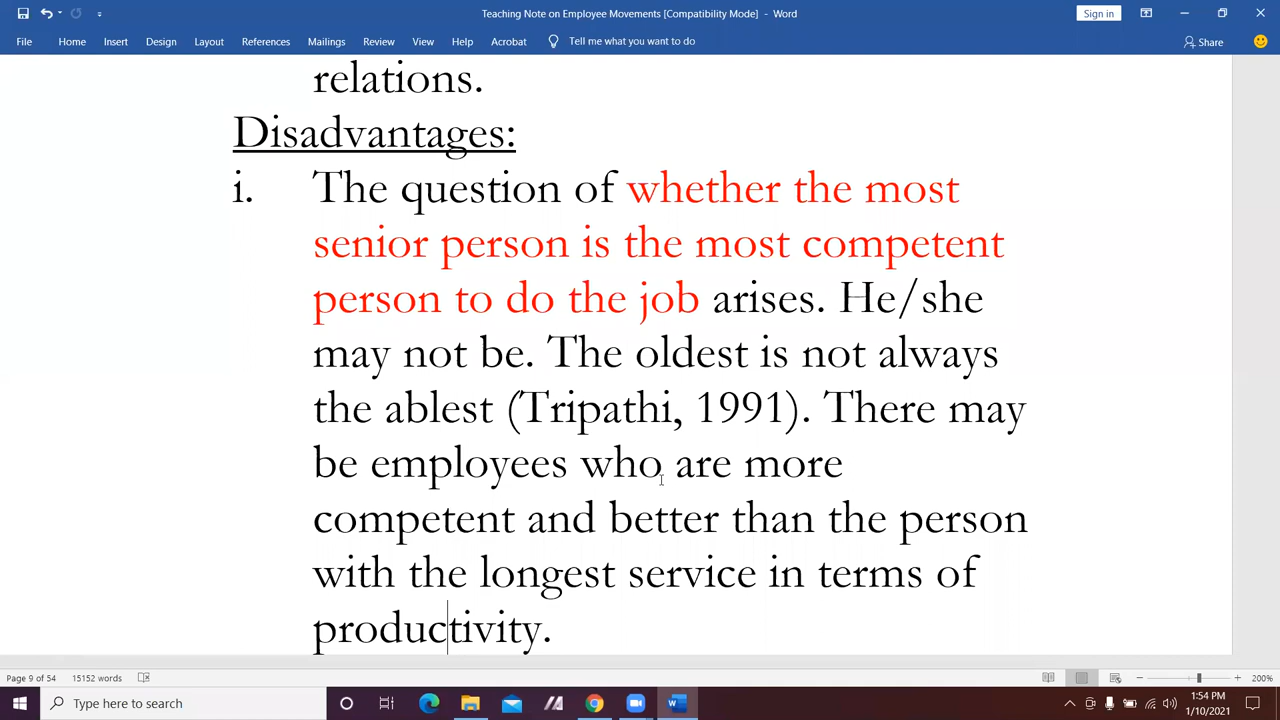 Teaching Note on Employee Movements [Compatibility Mode] - Word
Sign in
File Home Insert Design Layout References Mailings Review View Help Acrobat Tell me what you want to do Share
relations.
Disadvantages:
i. The question of whether the most
senior person is the most competent
person to do the job arises. He/she
may not be. The oldest is not always
the ablest (Tripathi, 1991). There may
be employees who are more
competent and better than the person
with the longest service in terms of
productivity.
Page 9 of 54 15152 words 200%
Type here to search
1:54 PM
1/10/2021